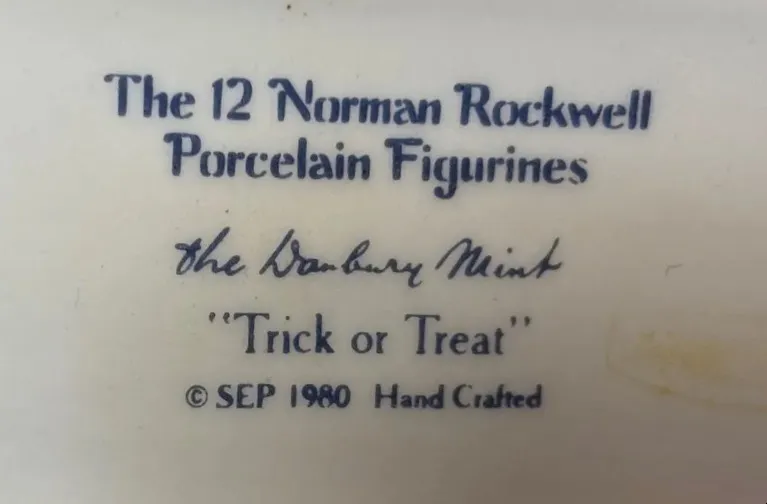 The 12 Norman Rockwell
Porcelain Figurines
the Danbury Mint
"Trick or Treat"
© SEP 1980 Hand Crafted